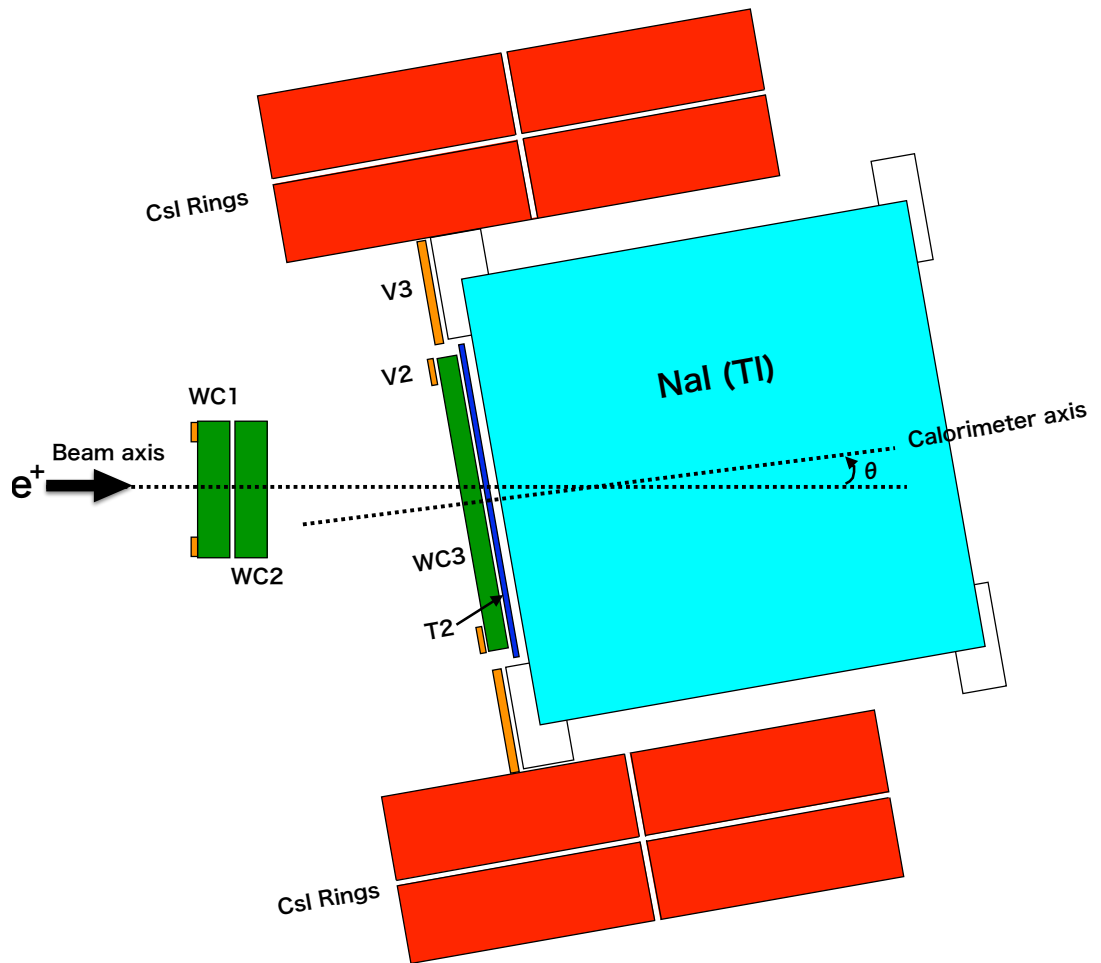 CsI Rings
V3
V2
NaI (Tl)
WC1
Calorimeter axis
Beam axis
θ
e+
WC3
WC2
T2
CsI Rings